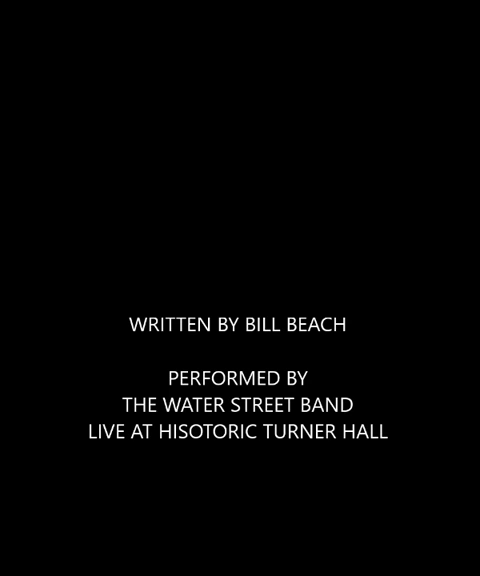 WRITTEN BY BILL BEACH
PERFORMED BY
THE WATER STREET BAND
LIVE AT HISOTORIC TURNER HALL